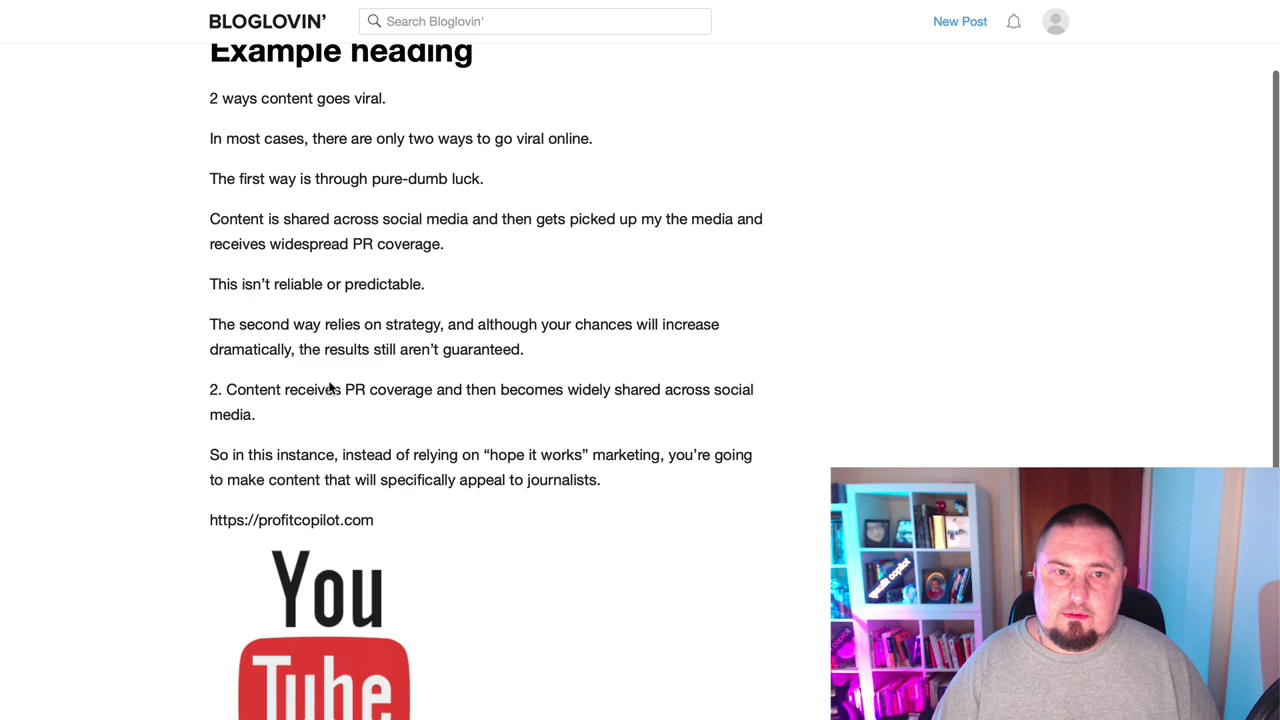 BLOGLOVIN’
Search Bloglovin'
New Post
Example heading
2 ways content goes viral.
In most cases, there are only two ways to go viral online.
The first way is through pure-dumb luck.
Content is shared across social media and then gets picked up my the media and
receives widespread PR coverage.
This isn’t reliable or predictable.
The second way relies on strategy, and although your chances will increase
dramatically, the results still aren’t guaranteed.
2. Content receives PR coverage and then becomes widely shared across social
media.
So in this instance, instead of relying on “hope it works” marketing, you’re going
to make content that will specifically appeal to journalists.
https://profitcopilot.com
You
Tube
profit copilot